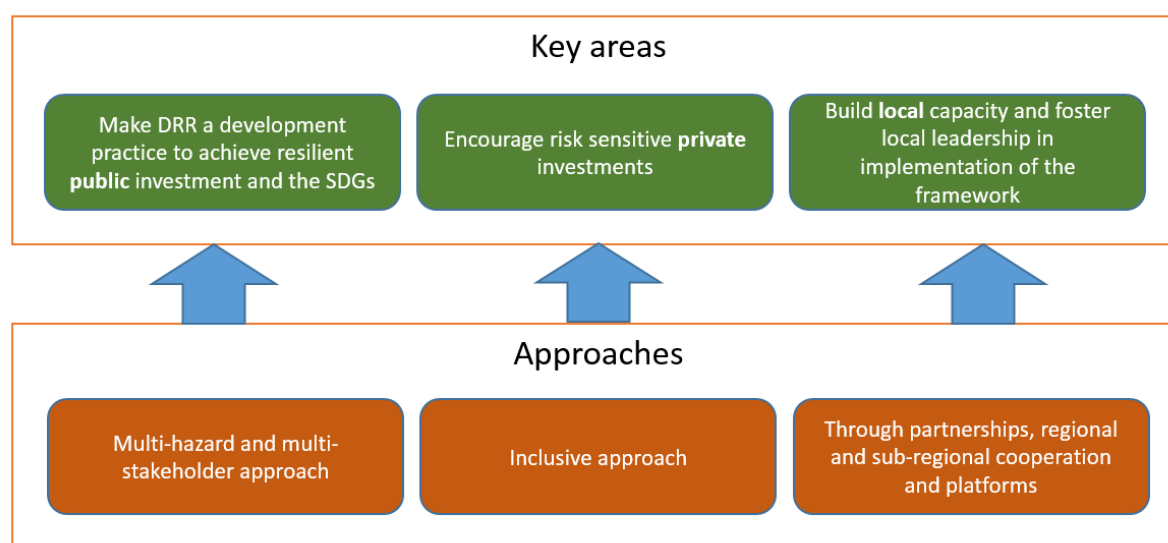 Key areas
Make DRR a development
practice to achieve resilient
public investment and the SDGs
Encourage risk sensitive private
investments
Build local capacity and foster
local leadership in
implementation of the
framework
Approaches
Multi-hazard and multi-
stakeholder approach
Inclusive approach
Through partnerships, regional
and sub-regional cooperation
and platforms